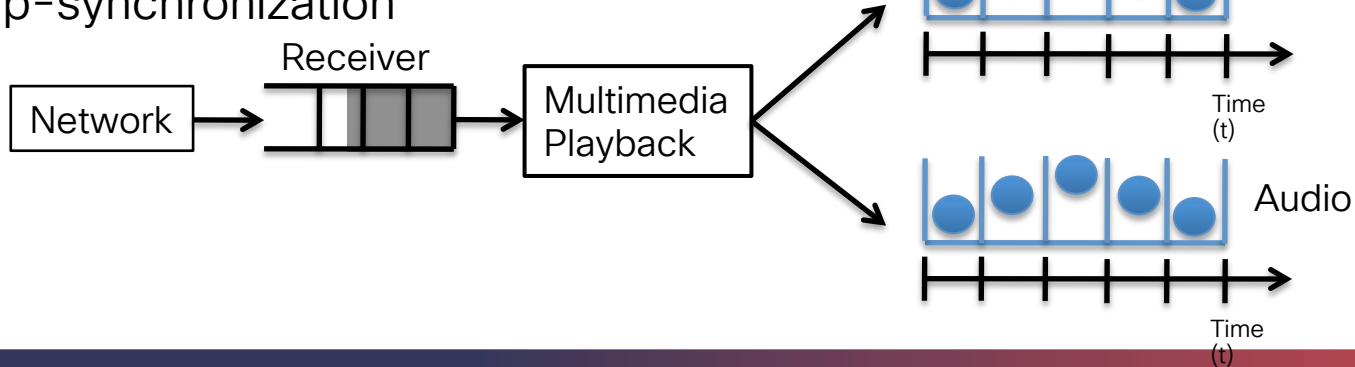 p-synchronization
Receiver
Network
Multimedia
Playback
Time
(t)
Audio
Time
(t)